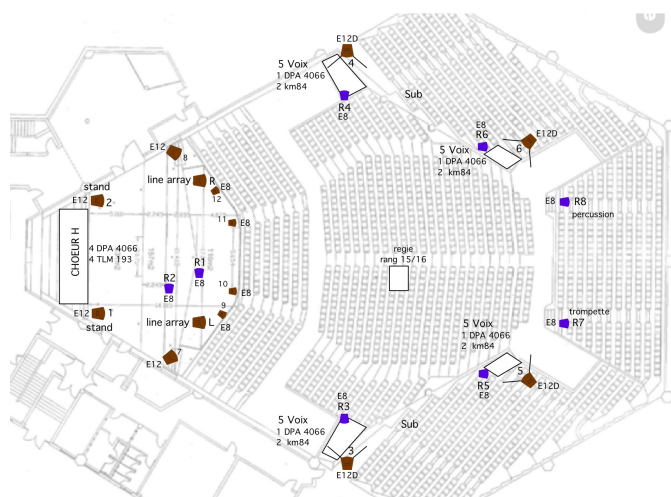 e
E12D
4
5 Voix
1 DPA 4066
2 km84
R4
E8
Sub
E8
R6
E12D
6
5 Voix
1 DPA 4066
2 km84
E12
8
line array R
E8
12
stand
E12
2
11
E8
E8
R8
percussion
CHOEUR H
4 DPA 4066
4 TLM 193
R1
E8
R2
E8
regie
rang 15/16
10
E8
9
E8
E12
1
stand
line array
L
trompette
E8
R7
E12
7
5 Voix
1 DPA 4066
2 km84
R5
E8
5
E12D
E8
R3
5 Voix
1 DPA 4066
2 km84
Sub
3
E12D